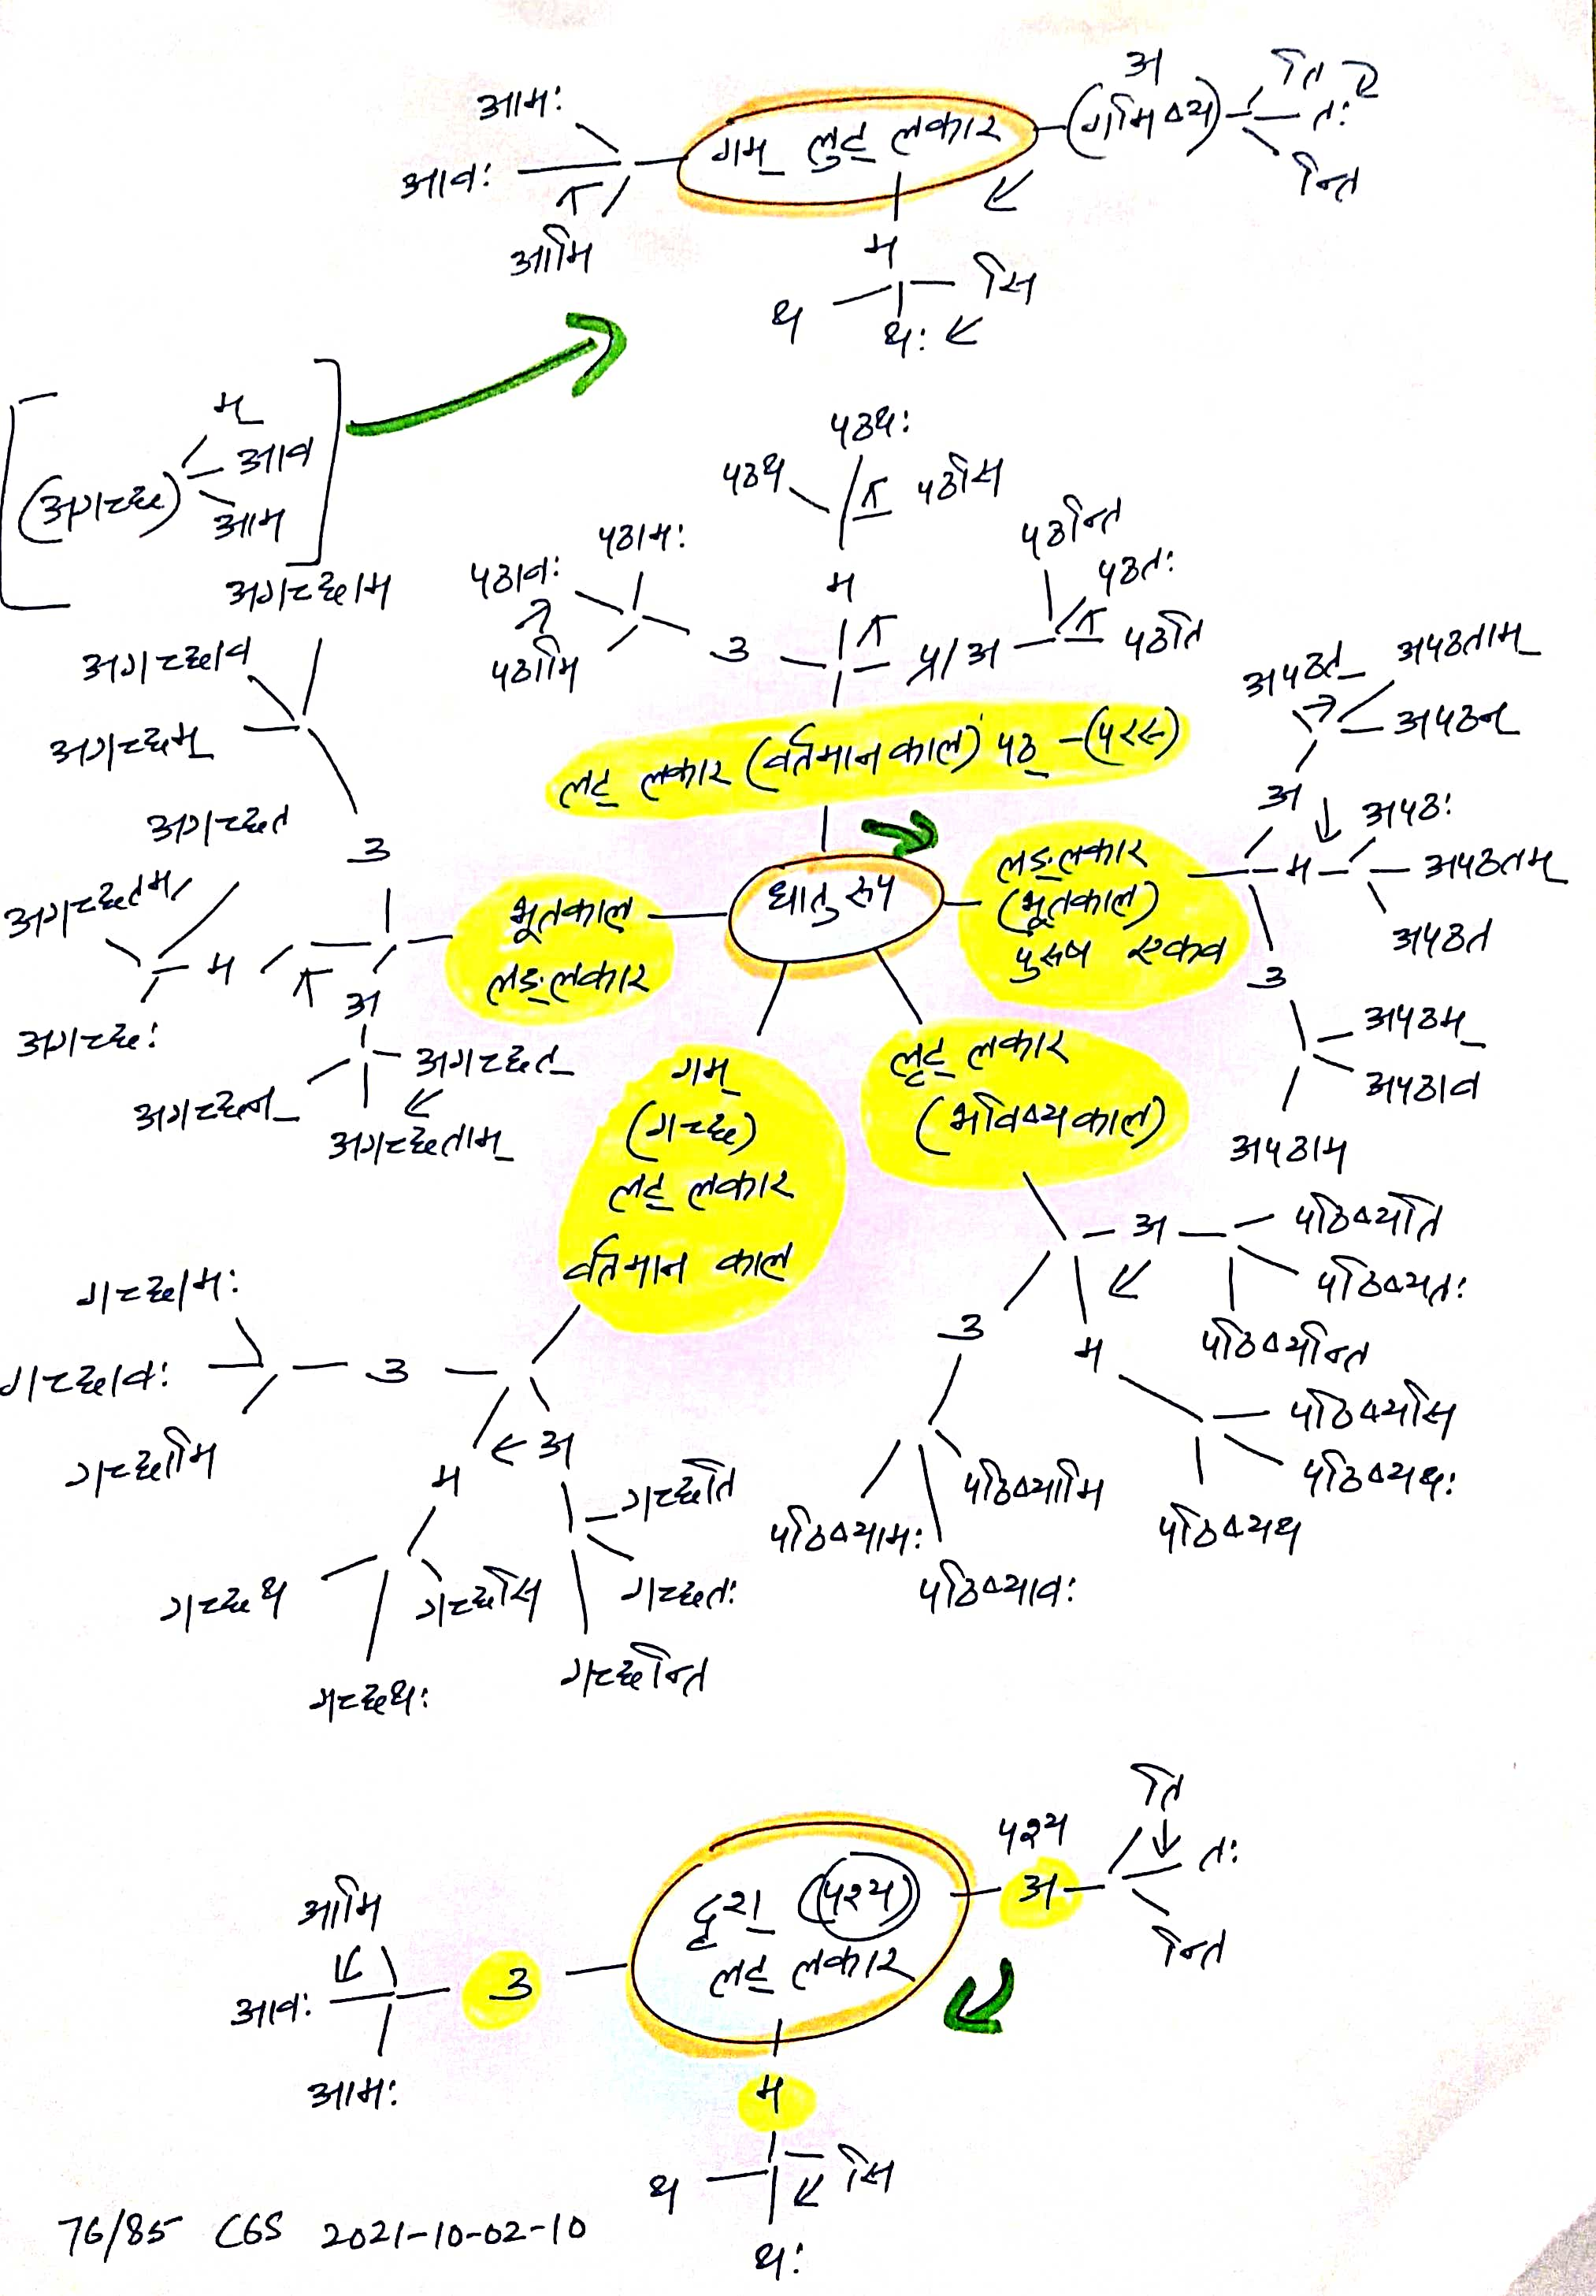 आमः
आवः
आमि
गम् लुट् लकार
अ
(गमिष्य)
ति
तः
न्ति
म
सि
थः
थ
म्
(अगच्छ)
आव
आम
अगच्छाम
अगच्छाव
अगच्छम्
उ
अगच्छत
अगच्छतम्
म
अगच्छः
अ
अगच्छत्
अगच्छताम्
अगच्छन्
भूतकाल
लङ् लकार
पठथः
पठथ
पठसि
म
पठामः
पठावः
पठामि
उ
प्र/अ
पठन्ति
पठतः
पठति
लट् लकार (वर्तमान काल) पठ् -(परस्)
धातु रूप
लङ् लकार
(भूतकाल)
पुरुष एकव
अपठत्
अपठताम्
अपठन्
अ
अपठः
म
अपठतम्
अपठत
उ
अपठम्
अपठाव
अपठाम
गम्
(गच्छ)
लट् लकार
वर्तमान काल
लृट् लकार
(भविष्य काल)
अ
पठिष्यति
पठिष्यतः
पठिष्यन्ति
म
पठिष्यसि
पठिष्यथः
पठिष्यथ
उ
पठिष्यामि
पठिष्यावः
पठिष्यामः
गच्छामः
गच्छावः
उ
गच्छामि
अ
गच्छति
गच्छतः
गच्छन्ति
म
गच्छसि
गच्छथः
गच्छथ
दृश् (पश्य)
लट् लकार
पश्य
अ
ति
तः
न्ति
आमि
आवः
उ
आमः
म
सि
थ
थः
76/85 CGS 2021-10-02-10